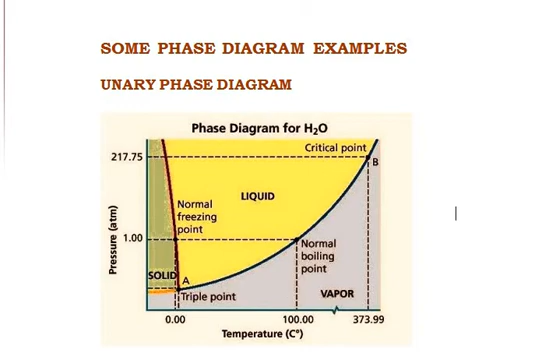 SOME PHASE DIAGRAM EXAMPLES
UNARY PHASE DIAGRAM
Phase Diagram for H₂O
Critical point
217.75
B
LIQUID
Normal
freezing
point
Pressure (atm)
1.00
Normal
boiling
point
SOLID
A
Triple point
VAPOR
0.00
100.00
373.99
Temperature (C°)